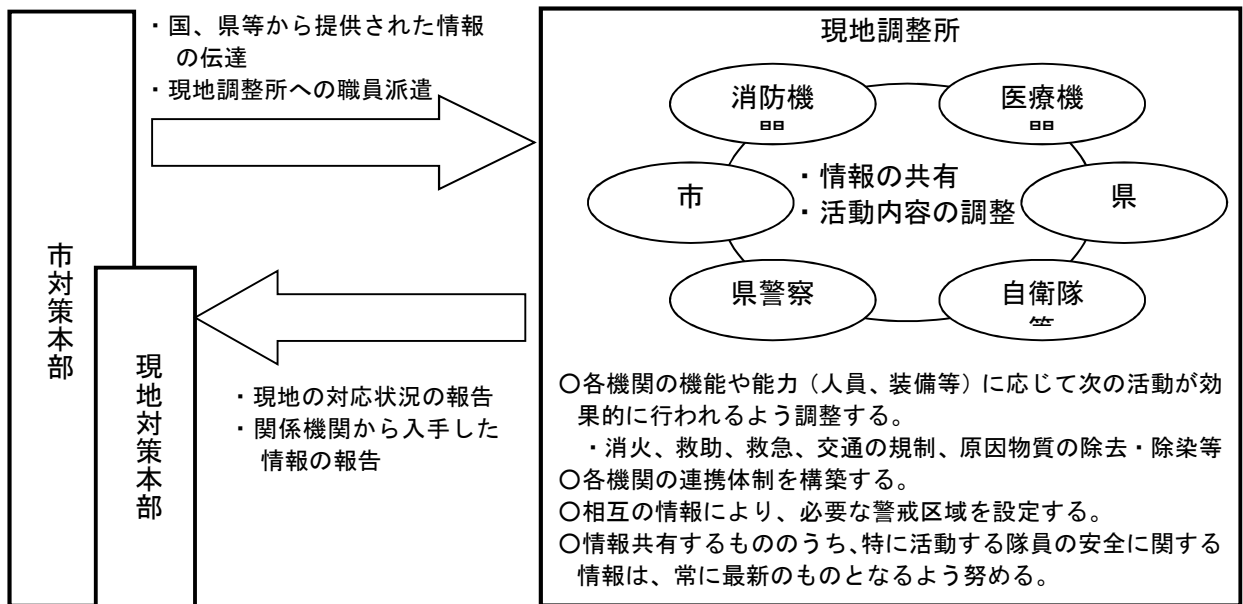 ・国、県等から提供された情報
の伝達
・現地調整所への職員派遣
市対策本部
現地対策本部
・現地の対応状況の報告
・関係機関から入手した
情報の報告
現地調整所
消防機
医療機
市
・情報の共有
・活動内容の調整
県
県警察
自衛隊
〇各機関の機能や能力（人員、装備等）に応じて次の活動が効
果的に行われるよう調整する。
・消火、救助、救急、交通の規制、原因物質の除去・除染等
〇各機関の連携体制を構築する。
〇相互の情報により、必要な警戒区域を設定する。
〇情報共有するもののうち、特に活動する隊員の安全に関する
情報は、常に最新のものとなるよう努める。